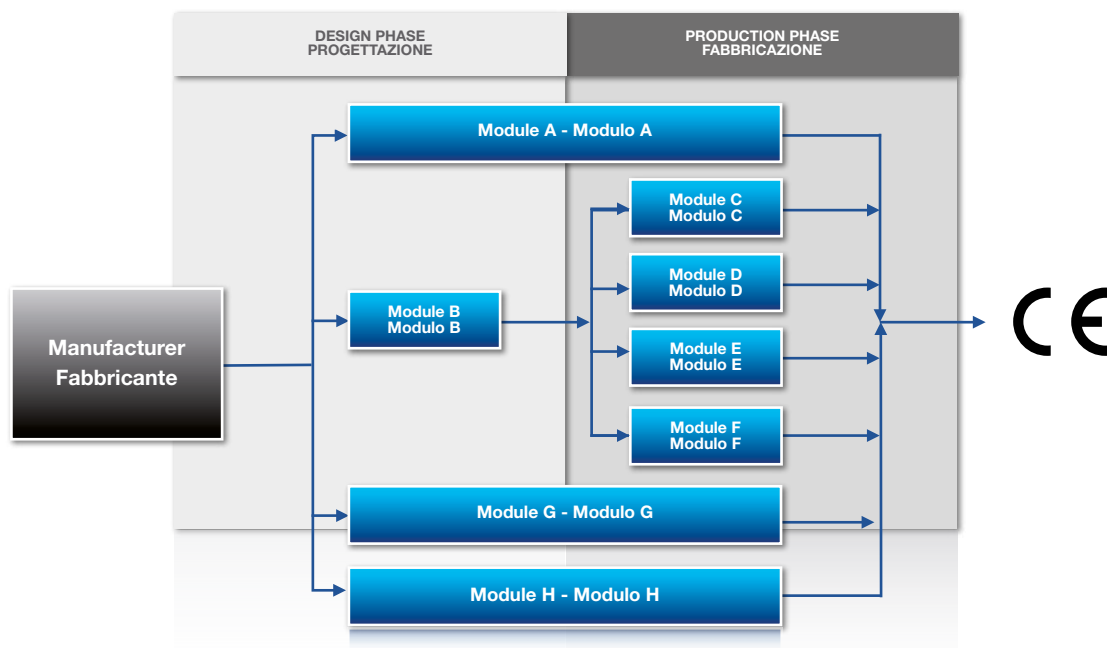 DESIGN PHASE
PROGETTAZIONE
PRODUCTION PHASE
FABBRICAZIONE
Module A - Modulo A
Module C
Modulo C
Module D
Modulo D
Module B
Modulo B
Manufacturer
Fabbricante
Module E
Modulo E
Module F
Modulo F
Module G - Modulo G
Module H - Modulo H
CE